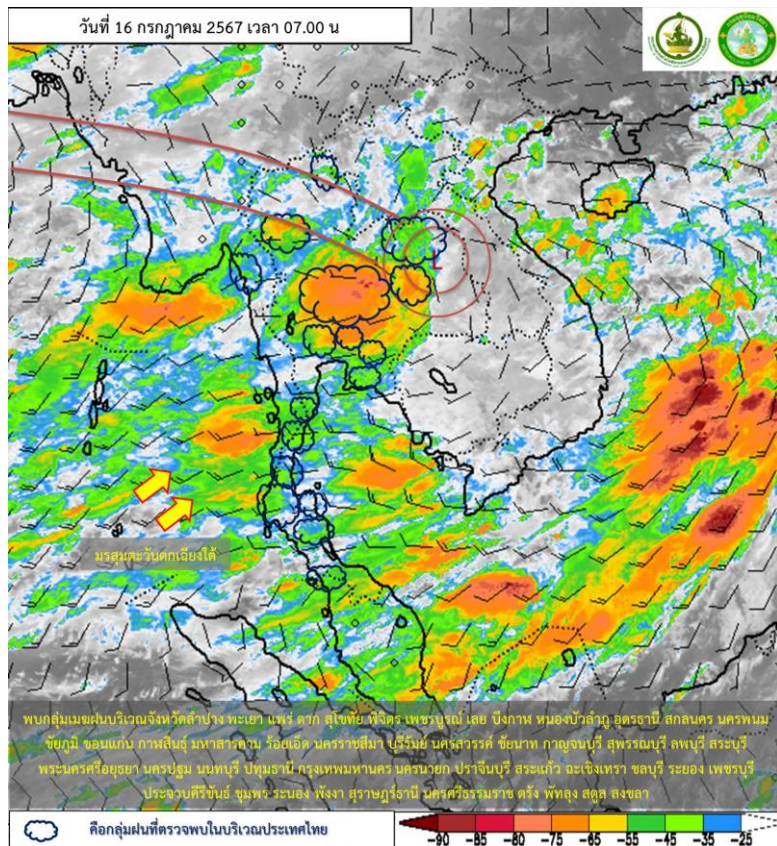 วันที่ 16 กรกฎาคม 2567 เวลา 07.00 น
L
มรสุมตะวันตกเฉียงใต้
พบกลุ่มเมฆฝนบริเวณจังหวัดลำปาง พะเยา แพร่ ตาก สุโขทัย พิจิตร เพชรบูรณ์ เลย บึงกาฬ หนองบัวลำภู อุดรธานี สกลนคร นครพนม
ชัยภูมิ ขอนแก่น กาฬสินธุ์ มหาสารคาม ร้อยเอ็ด นครราชสีมา บุรีรัมย์ นครสวรรค์ ชัยนาท กาญจนบุรี สุพรรณบุรี ลพบุรี สระบุรี
พระนครศรีอยุธยา นครปฐม นนทบุรี ปทุมธานี กรุงเทพมหานคร นครนายก ปราจีนบุรี สระแก้ว ฉะเชิงเทรา ชลบุรี ระยอง เพชรบุรี
ประจวบคีรีขันธ์ ชุมพร ระนอง พังงา สุราษฎร์ธานี นครศรีธรรมราช ตรัง พัทลุง สตูล สงขลา
คือกลุ่มฝนที่ตรวจพบในบริเวณประเทศไทย
-90 -85 -80 -75 -65 -55 -45 -35 -25